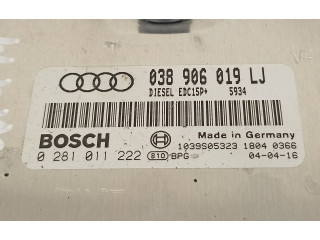 038 906 019 LJ
DIESEL EDC15P+ 5934
BOSCH
Made in Germany
0 281 011 222 S10 BPG
1039S05323 1804 0366
04-04-16